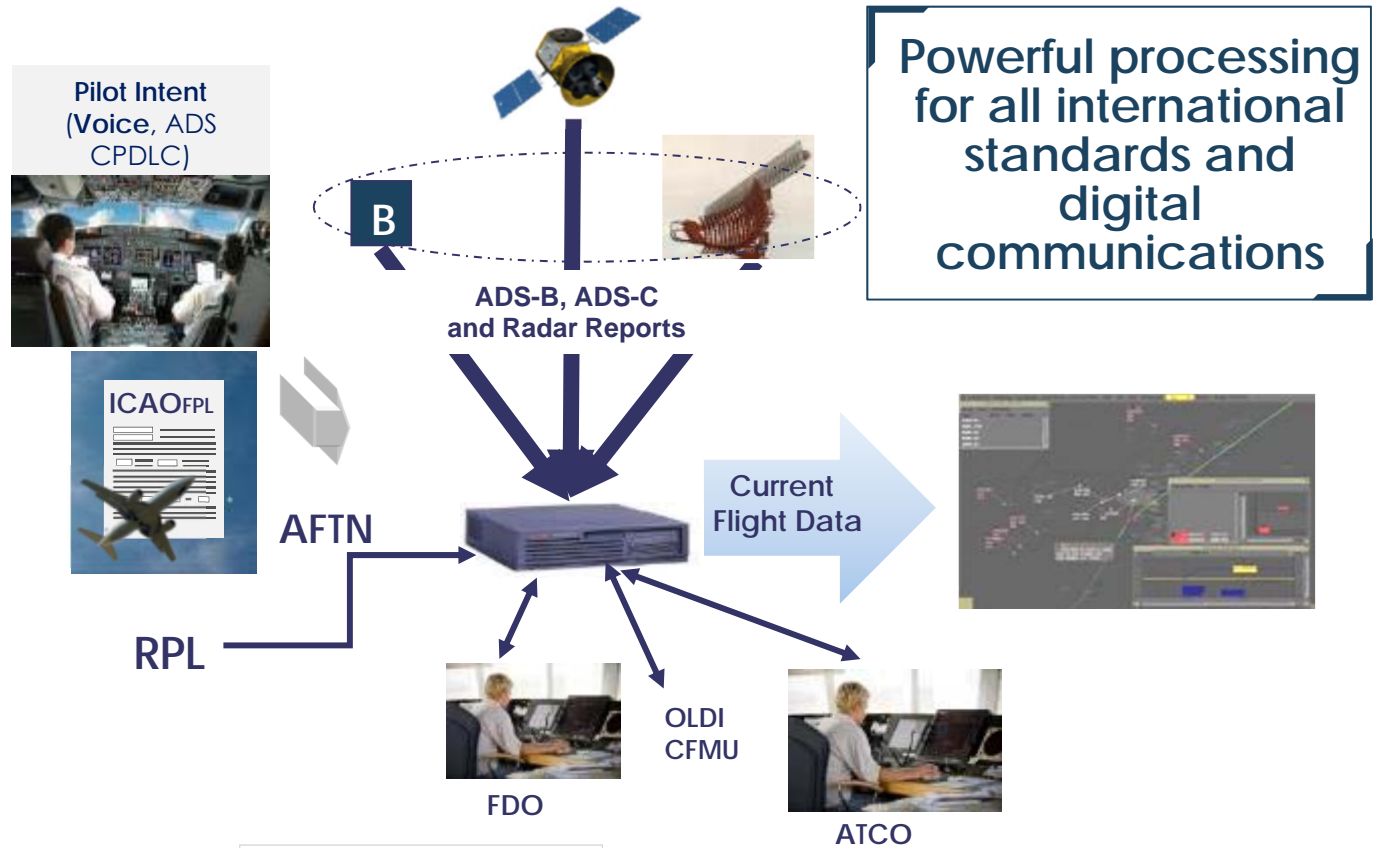 Powerful processing
for all international
standards and
digital
communications
Pilot Intent
(Voice, ADS
CPDLC)
B
ADS-B, ADS-C
and Radar Reports
ICAOFPL
AFTN
Current
Flight Data
RPL
OLDI
CFMU
FDO
ATCO